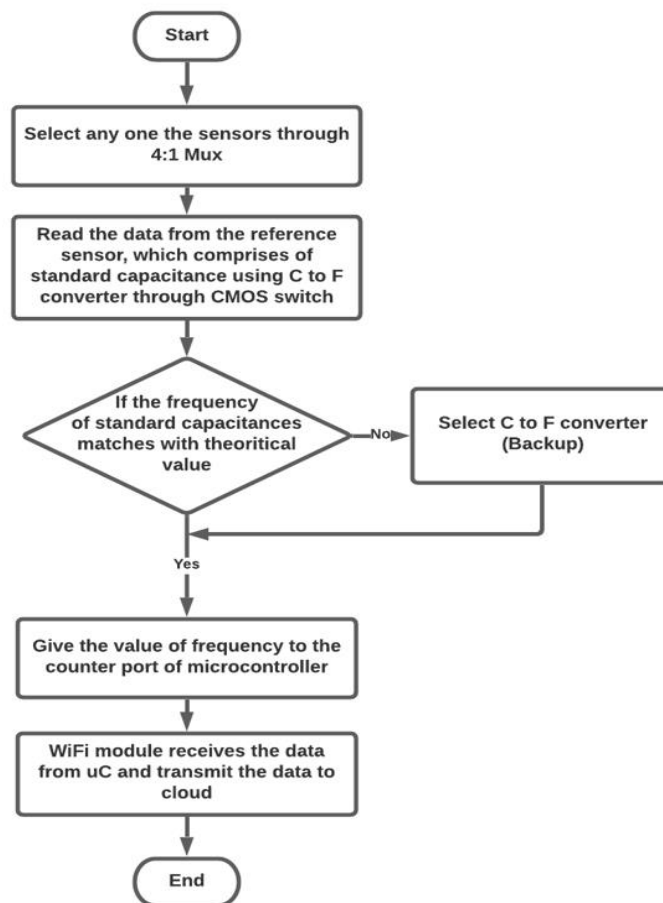 Start
Select any one the sensors through
4:1 Mux
Read the data from the reference
sensor, which comprises of
standard capacitance using C to F
converter through CMOS switch
If the frequency
of standard capacitances
matches with theoritical
value
No
Select C to F converter
(Backup)
Yes
Give the value of frequency to the
counter port of microcontroller
WiFi module receives the data
from uC and transmit the data to
cloud
End